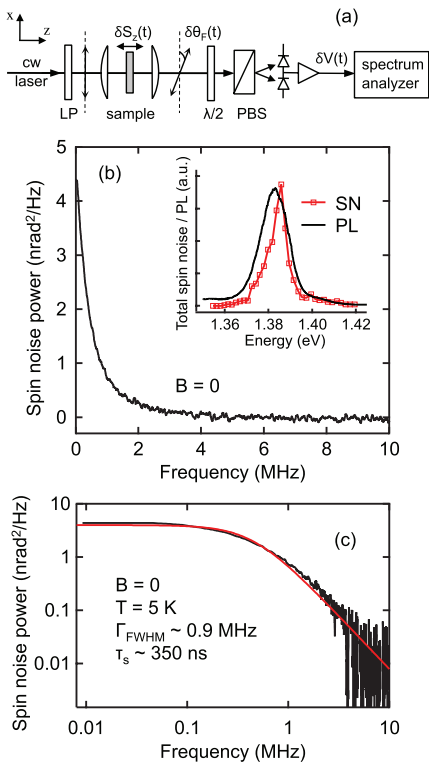 (a)
x
z
cw
laser
LP
δS_z(t)
sample
δθ_F(t)
λ/2
PBS
δV(t)
spectrum
analyzer
(b)
Spin noise power (nrad²/Hz)
5
4
3
2
1
0
0 2 4 6 8 10
Frequency (MHz)
B = 0
Total spin noise / PL (a.u.)
SN
PL
1.36 1.38 1.40 1.42
Energy (eV)
(c)
Spin noise power (nrad²/Hz)
10
1
0.1
0.01
B = 0
T = 5 K
Γ_FWHM ~ 0.9 MHz
τ_s ~ 350 ns
0.01 0.1 1 10
Frequency (MHz)